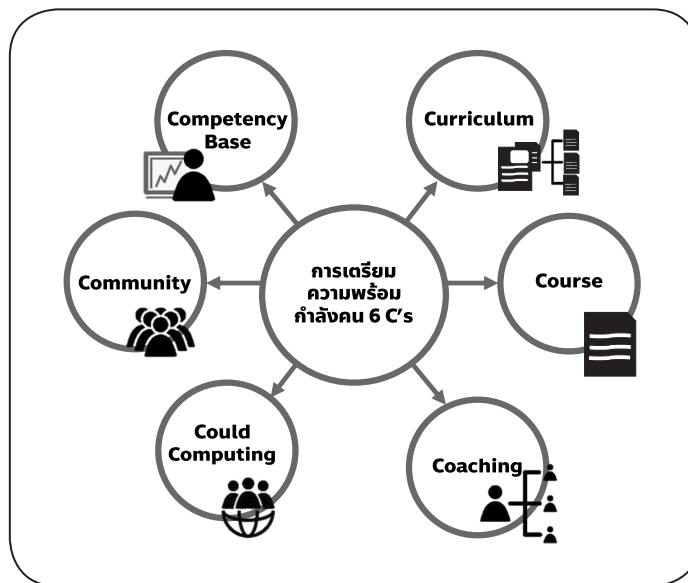 Competency
Base
Curriculum
Community
การเตรียม
ความพร้อม
กำลังคน 6 C's
Course
Could
Computing
Coaching